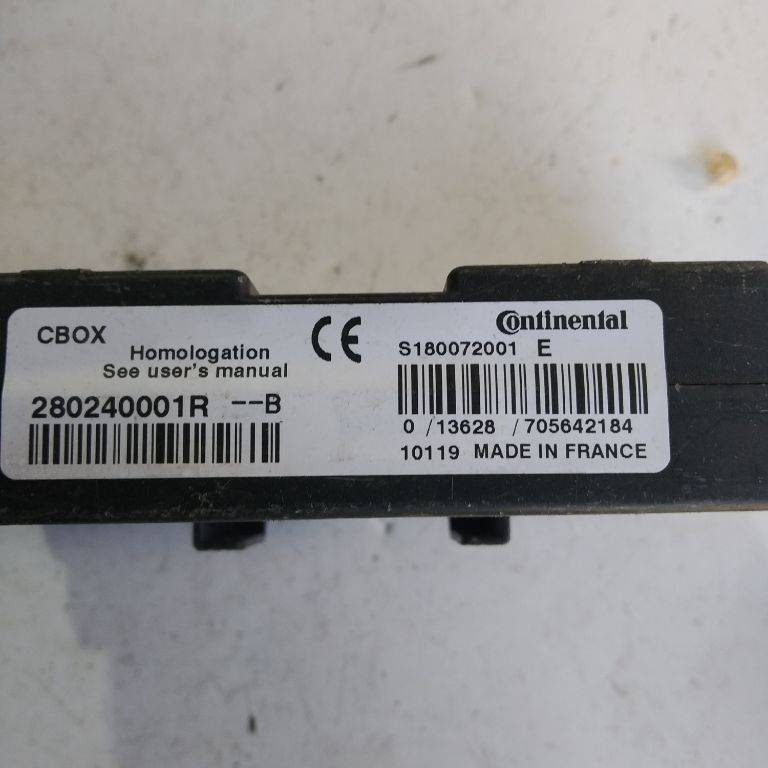 CBOX
Homologation
See user's manual
280240001R --B
CE
Continental
S180072001 E
0 /13628 /705642184
10119 MADE IN FRANCE